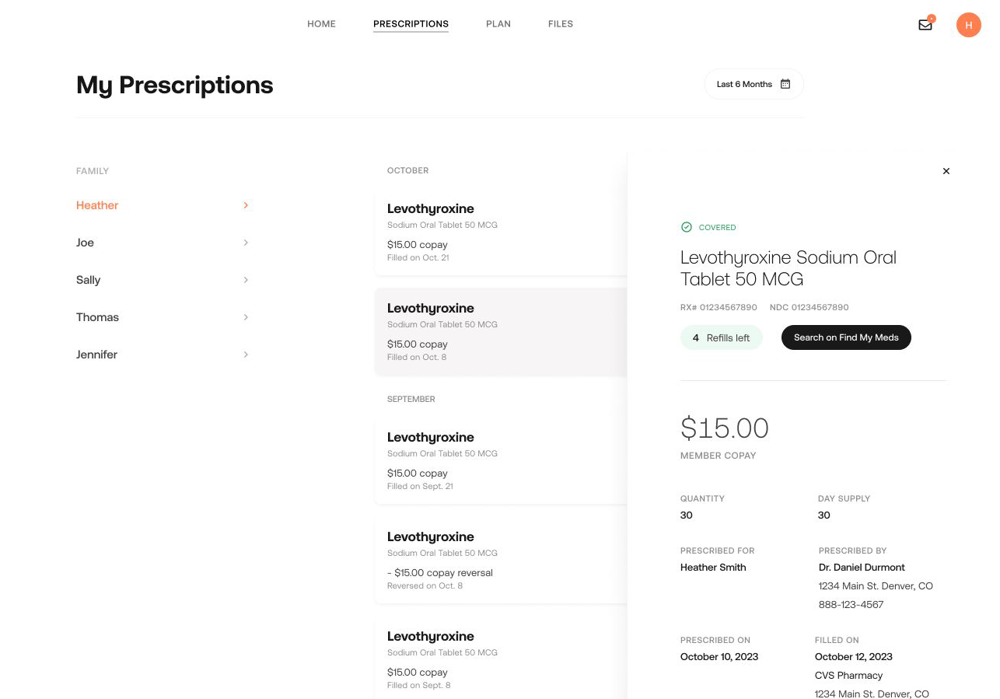 HOME
PRESCRIPTIONS
PLAN
FILES
H
My Prescriptions
Last 6 Months
FAMILY
Heather
Joe
Sally
Thomas
Jennifer
OCTOBER
Levothyroxine
Sodium Oral Tablet 50 MCG
$15.00 copay
Filled on Oct. 21
Levothyroxine
Sodium Oral Tablet 50 MCG
$15.00 copay
Filled on Oct. 8
SEPTEMBER
Levothyroxine
Sodium Oral Tablet 50 MCG
$15.00 copay
Filled on Sept. 21
Levothyroxine
Sodium Oral Tablet 50 MCG
- $15.00 copay reversal
Reversed on Oct. 8
Levothyroxine
Sodium Oral Tablet 50 MCG
$15.00 copay
Filled on Sept. 8
COVERED
Levothyroxine Sodium Oral
Tablet 50 MCG
RX# 01234567890 NDC 01234567890
4 Refills left
Search on Find My Meds
$15.00
MEMBER COPAY
QUANTITY
30
DAY SUPPLY
30
PRESCRIBED FOR
Heather Smith
PRESCRIBED BY
Dr. Daniel Durmont
1234 Main St. Denver, CO
888-123-4567
PRESCRIBED ON
October 10, 2023
FILLED ON
October 12, 2023
CVS Pharmacy
1234 Main St. Denver, CO